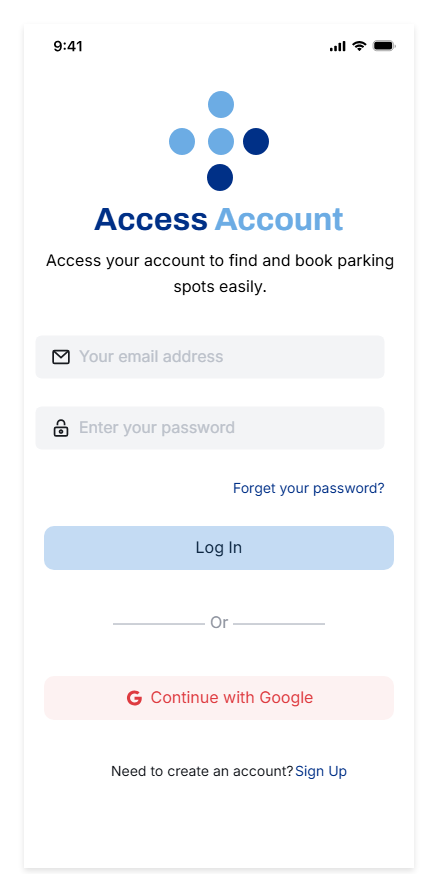 9:41
Access Account
Access your account to find and book parking
spots easily.
Your email address
Enter your password
Forget your password?
Log In
Or
Continue with Google
Need to create an account? Sign Up